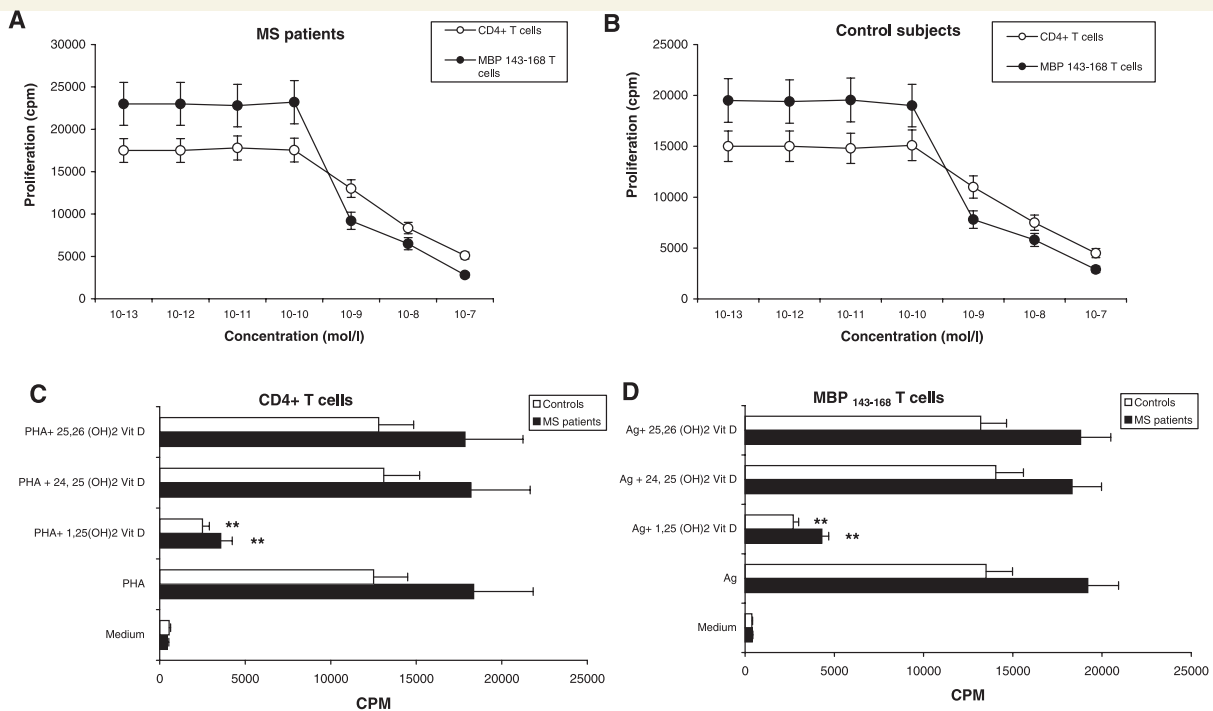 A
MS patients
CD4+ T cells
MBP 143-168 T
cells
30000
25000
20000
15000
10000
5000
0
Proliferation (cpm)
10-13
10-12
10-11
10-10
10-9
10-8
10-7
Concentration (mol/l)
B
Control subjects
CD4+ T cells
MBP 143-168 T cells
25000
20000
15000
10000
5000
0
Proliferation (cpm)
10-13
10-12
10-11
10-10
10-9
10-8
10-7
Concentration (mol/l)
C
CD4+ T cells
Controls
MS patients
PHA+ 25,26 (OH)2 Vit D
PHA + 24, 25 (OH)2 Vit D
PHA+ 1,25(OH)2 Vit D
**
**
PHA
Medium
0
5000
10000
15000
20000
25000
CPM
D
MBP 143-168 T cells
Controls
MS patients
Ag+ 25,26 (OH)2 Vit D
Ag + 24, 25 (OH)2 Vit D
Ag+ 1,25 (OH)2 Vit D
**
**
Ag
Medium
0
5000
10000
15000
20000
25000
CPM